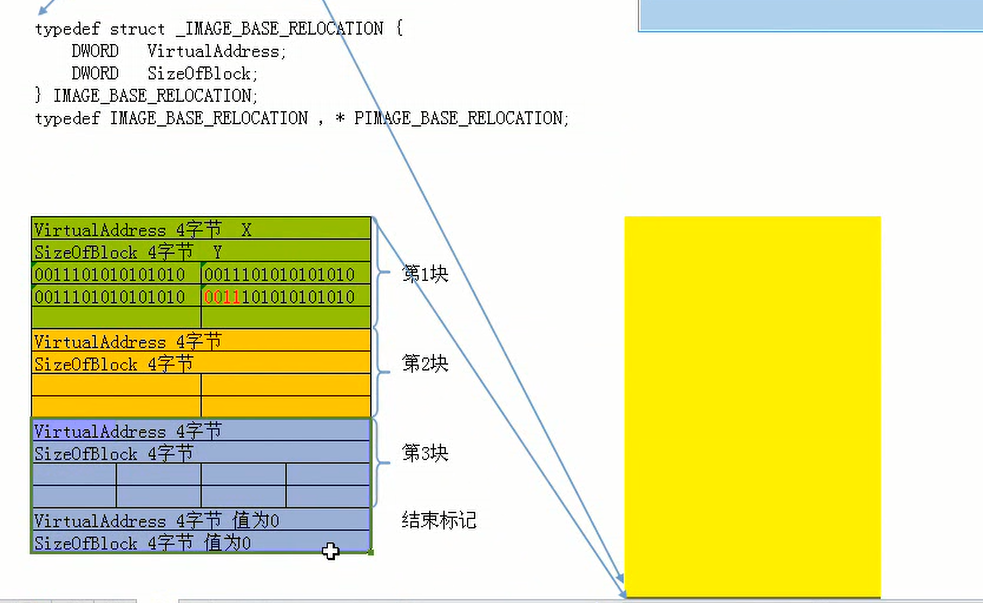 typedef struct _IMAGE_BASE_RELOCATION {
DWORD VirtualAddress;
DWORD SizeOfBlock;
} IMAGE_BASE_RELOCATION;
typedef IMAGE_BASE_RELOCATION , * PIMAGE_BASE_RELOCATION;
VirtualAddress 4字节 X
SizeOfBlock 4字节 Y
0011101010101010 0011101010101010
第1块
0011101010101010 0011101010101010
VirtualAddress 4字节
SizeOfBlock 4字节
第2块
VirtualAddress 4字节
SizeOfBlock 4字节
第3块
VirtualAddress 4字节 值为0
结束标记
SizeOfBlock 4字节 值为0